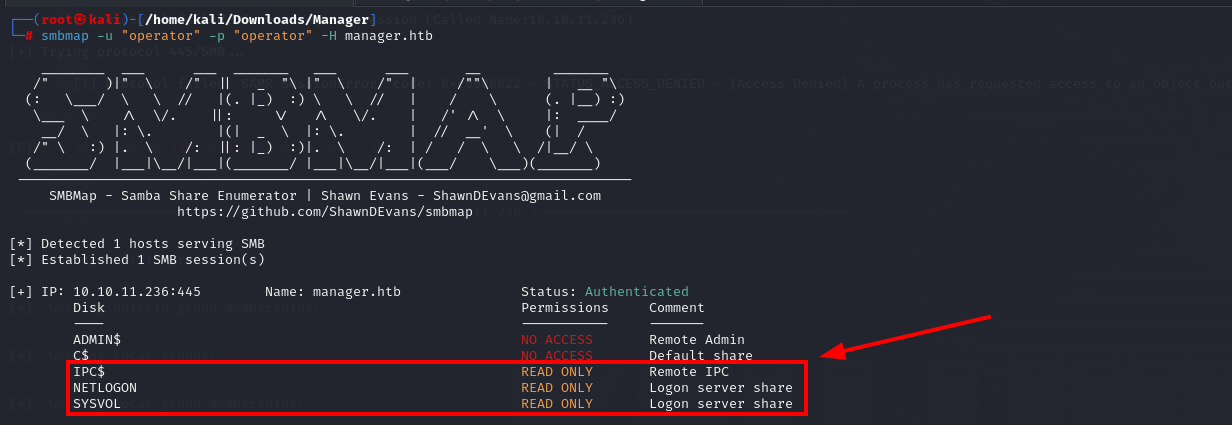 ┌──(root㉿kali)-[/home/kali/Downloads/Manager]
└─# smbmap -u "operator" -p "operator" -H manager.htb
SMBMAP
SMBMap - Samba Share Enumerator | Shawn Evans - ShawnDEvans@gmail.com
https://github.com/ShawnDEvans/smbmap
[*] Detected 1 hosts serving SMB
[*] Established 1 SMB session(s)
[+] IP: 10.10.11.236:445 Name: manager.htb Status: Authenticated
Disk Permissions Comment
---- ----------- -------
ADMIN$ NO ACCESS Remote Admin
C$ NO ACCESS Default share
IPC$ READ ONLY Remote IPC
NETLOGON READ ONLY Logon server share
SYSVOL READ ONLY Logon server share